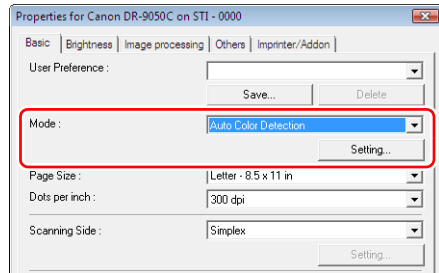 Properties for Canon DR-9050C on STI - 0000
Basic Brightness Image processing Others Imprinter/Addon
User Preference :
Save... Delete
Mode : Auto Color Detection
Setting...
Page Size : Letter - 8.5 x 11 in
Dots per inch : 300 dpi
Scanning Side : Simplex
Setting...